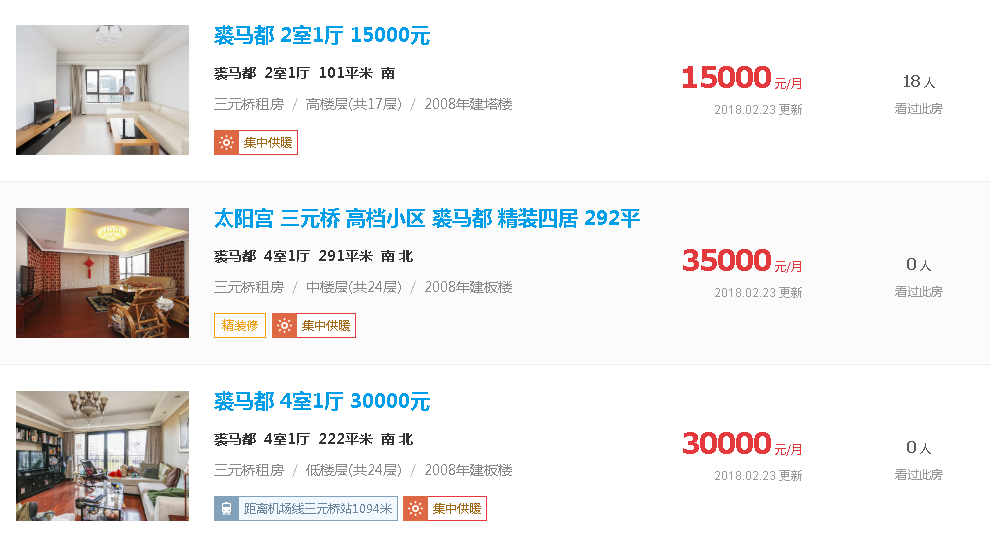 裘马都 2室1厅 15000元
裘马都 2室1厅 101平米 南
三元桥租房 / 高楼层(共17层) / 2008年建塔楼
集中供暖
15000元/月
2018.02.23 更新
18人
看过此房
太阳宫 三元桥 高档小区 裘马都 精装四居 292平
裘马都 4室1厅 291平米 南 北
三元桥租房 / 中楼层(共24层) / 2008年建板楼
精装修 集中供暖
35000元/月
2018.02.23 更新
0人
看过此房
裘马都 4室1厅 30000元
裘马都 4室1厅 222平米 南 北
三元桥租房 / 低楼层(共24层) / 2008年建板楼
距离机场线三元桥站1094米 集中供暖
30000元/月
2018.02.23 更新
0人
看过此房